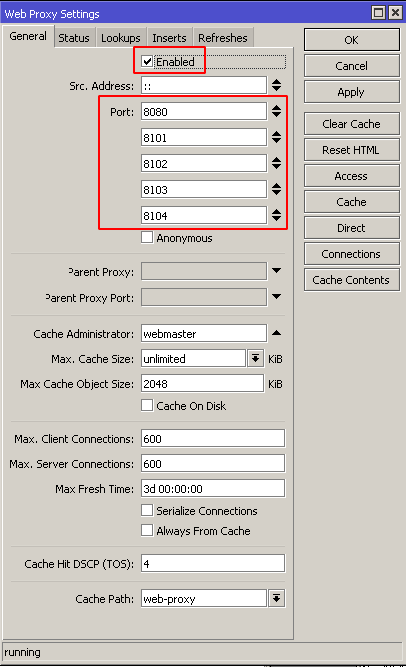 Web Proxy Settings
General Status Lookups Inserts Refreshes
Enabled
OK
Src. Address: ::
Cancel
Port: 8080
Apply
8101
Clear Cache
8102
Reset HTML
8103
Access
8104
Cache
Anonymous
Direct
Connections
Parent Proxy:
Cache Contents
Parent Proxy Port:
Cache Administrator: webmaster
Max. Cache Size: unlimited KiB
Max Cache Object Size: 2048 KiB
Cache On Disk
Max. Client Connections: 600
Max. Server Connections: 600
Max Fresh Time: 3d 00:00:00
Serialize Connections
Always From Cache
Cache Hit DSCP (TOS): 4
Cache Path: web-proxy
running